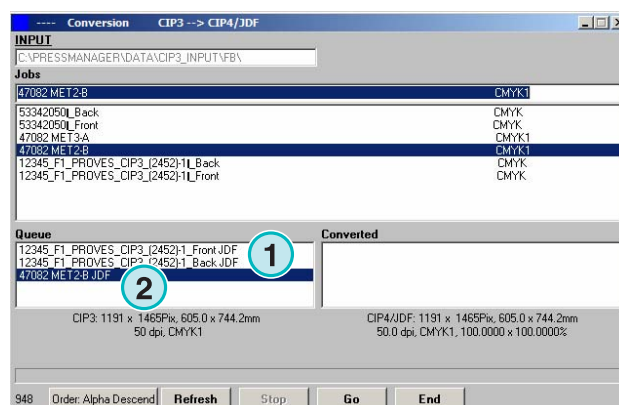 ---- Conversion CIP3 --> CIP4/JDF
INPUT
C:\PRESSMANAGER\DATA\CIP3_INPUT\FB\
Jobs
47082 MET2-B CMYK1
53342050I_Back CMYK
53342050I_Front CMYK
47082 MET3-A CMYK1
47082 MET2-B CMYK1
12345_F1_PROVES_CIP3_(2452)-1I_Back CMYK
12345_F1_PROVES_CIP3_(2452)-1I_Front CMYK
Queue Converted
12345_F1_PROVES_CIP3_(2452)-1_Front JDF 1
12345_F1_PROVES_CIP3_(2452)-1_Back JDF
47082 MET2-B JDF 2
CIP3: 1191 x 1465Pix, 605.0 x 744.2mm CIP4/JDF: 1191 x 1465Pix, 605.0 x 744.2mm
50 dpi, CMYK1 50.0 dpi, CMYK1, 100.0000 x 100.0000%
948 Order: Alpha Descend Refresh Stop Go End